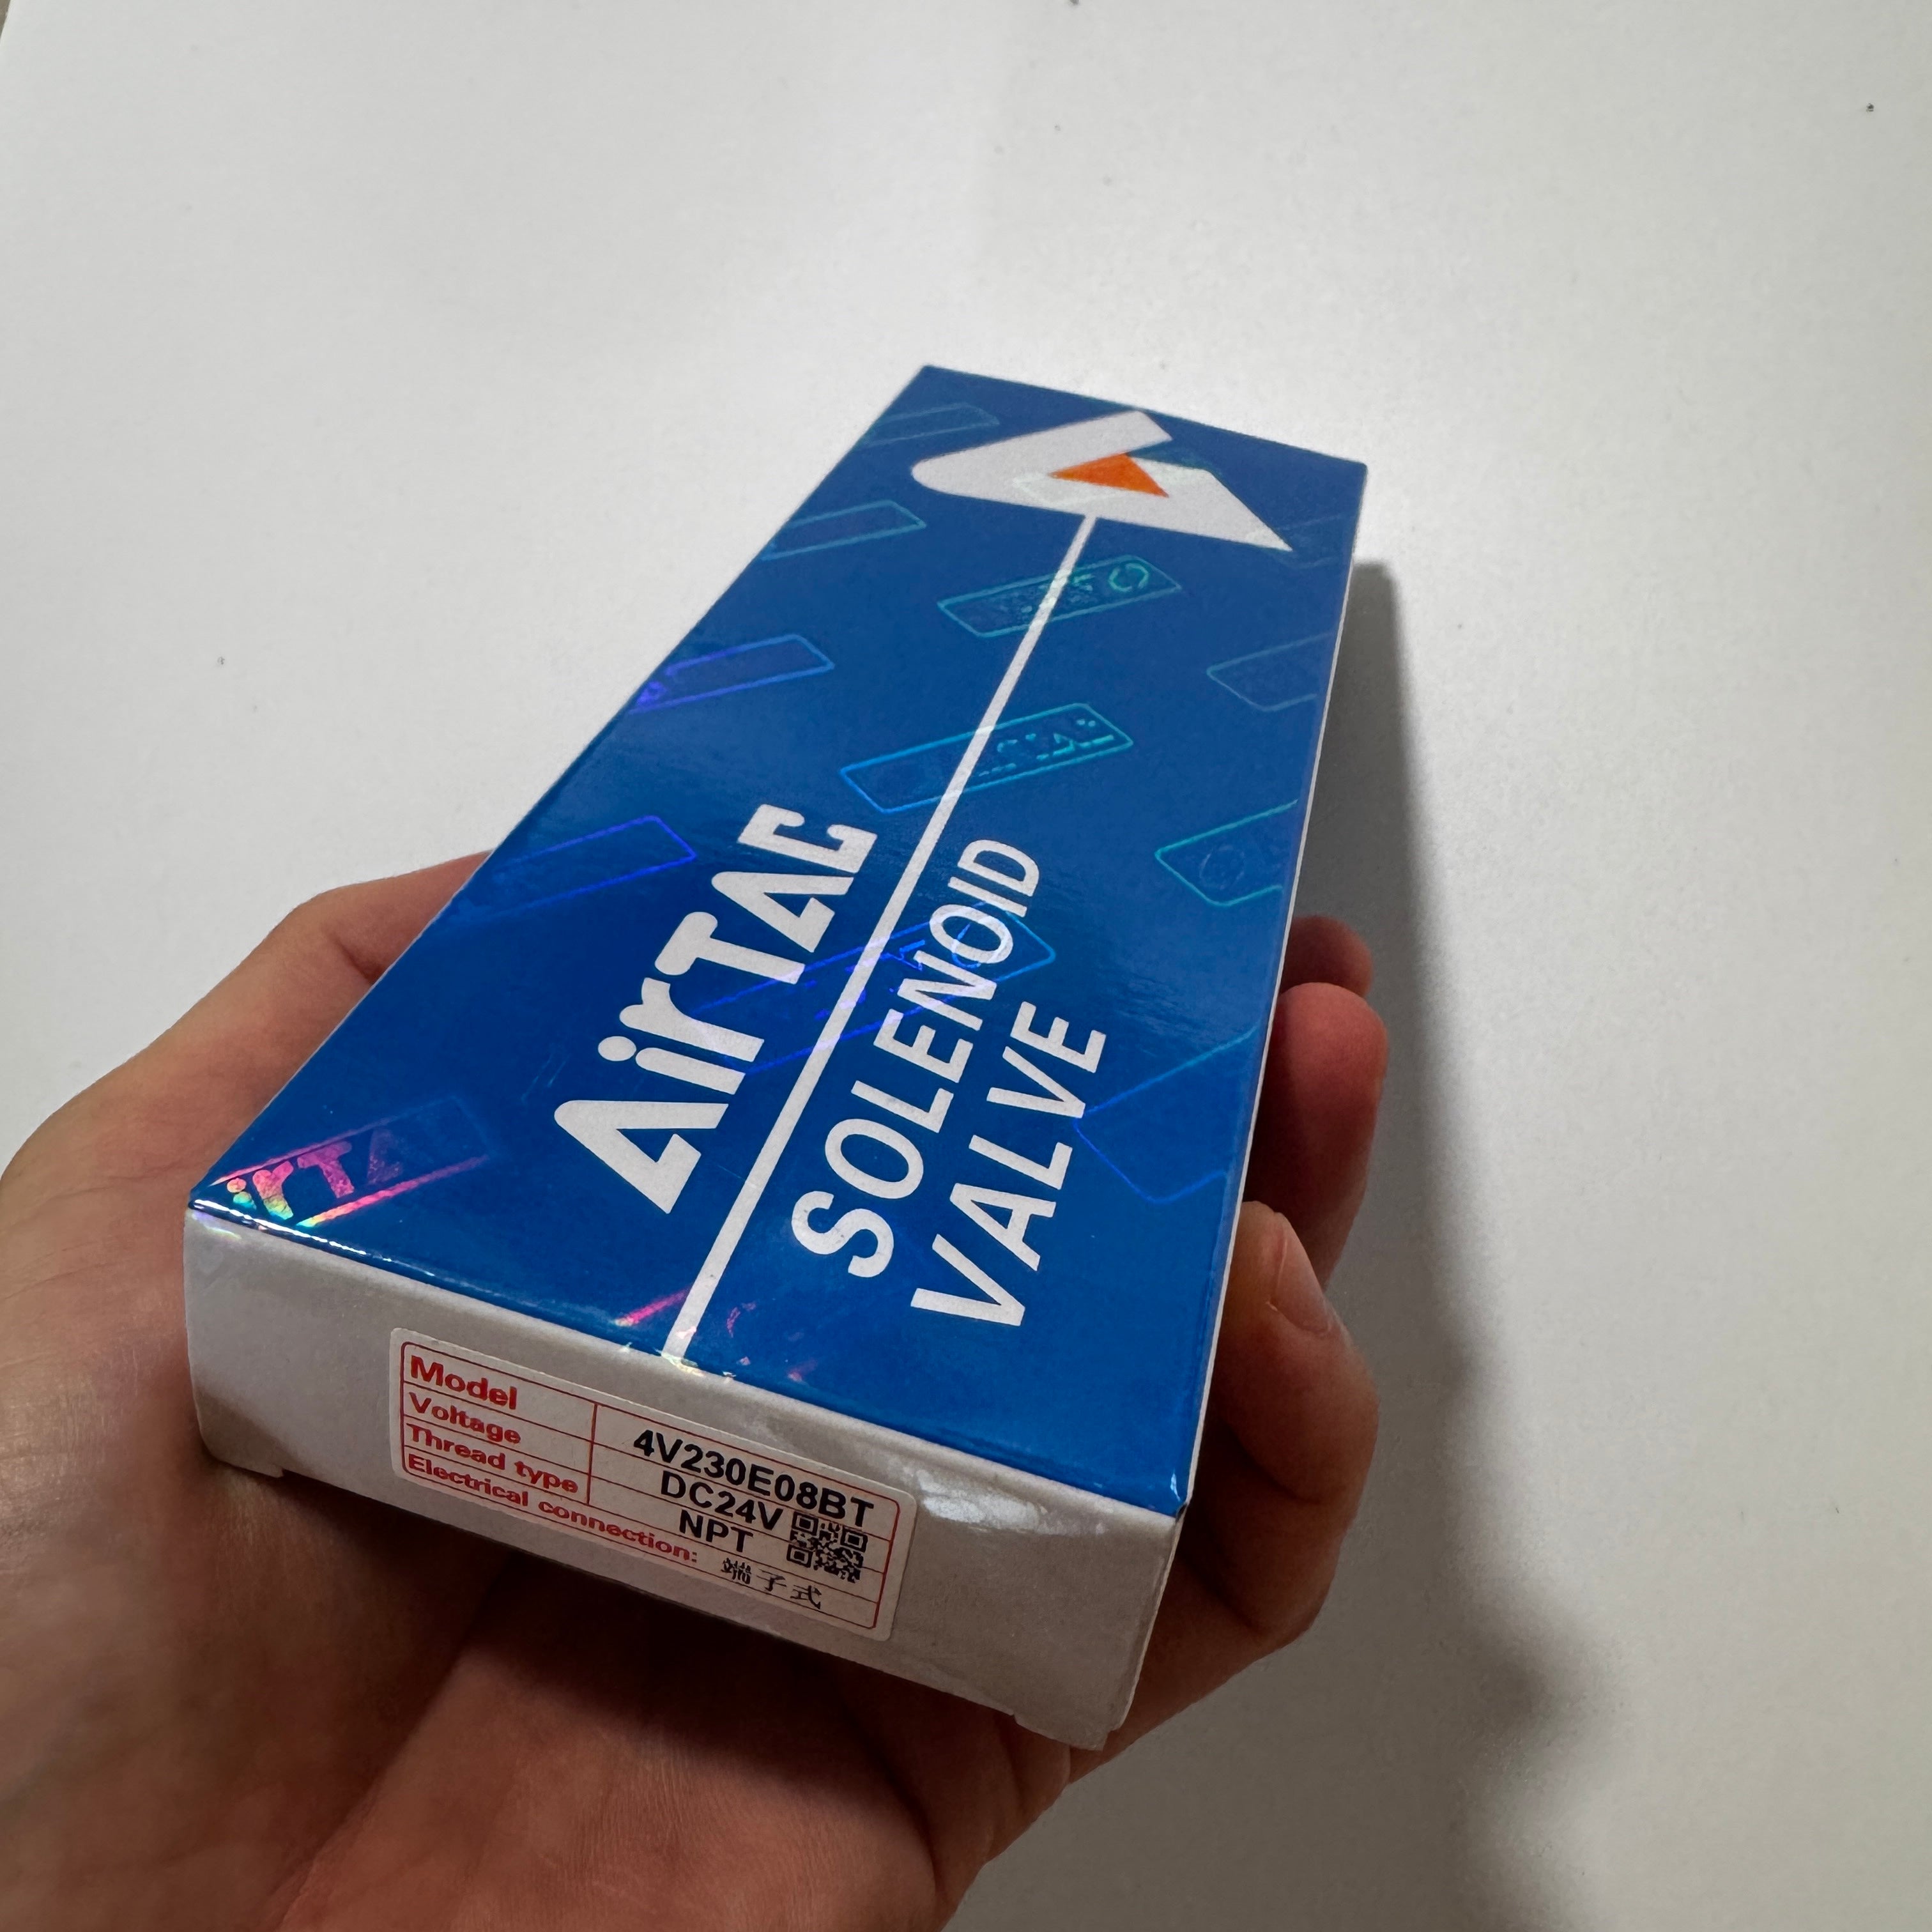 AirTAC
SOLENOID
VALVE
Model 4V230E08BT
Voltage DC24V
Thread type NPT
Electrical connection: 端子式